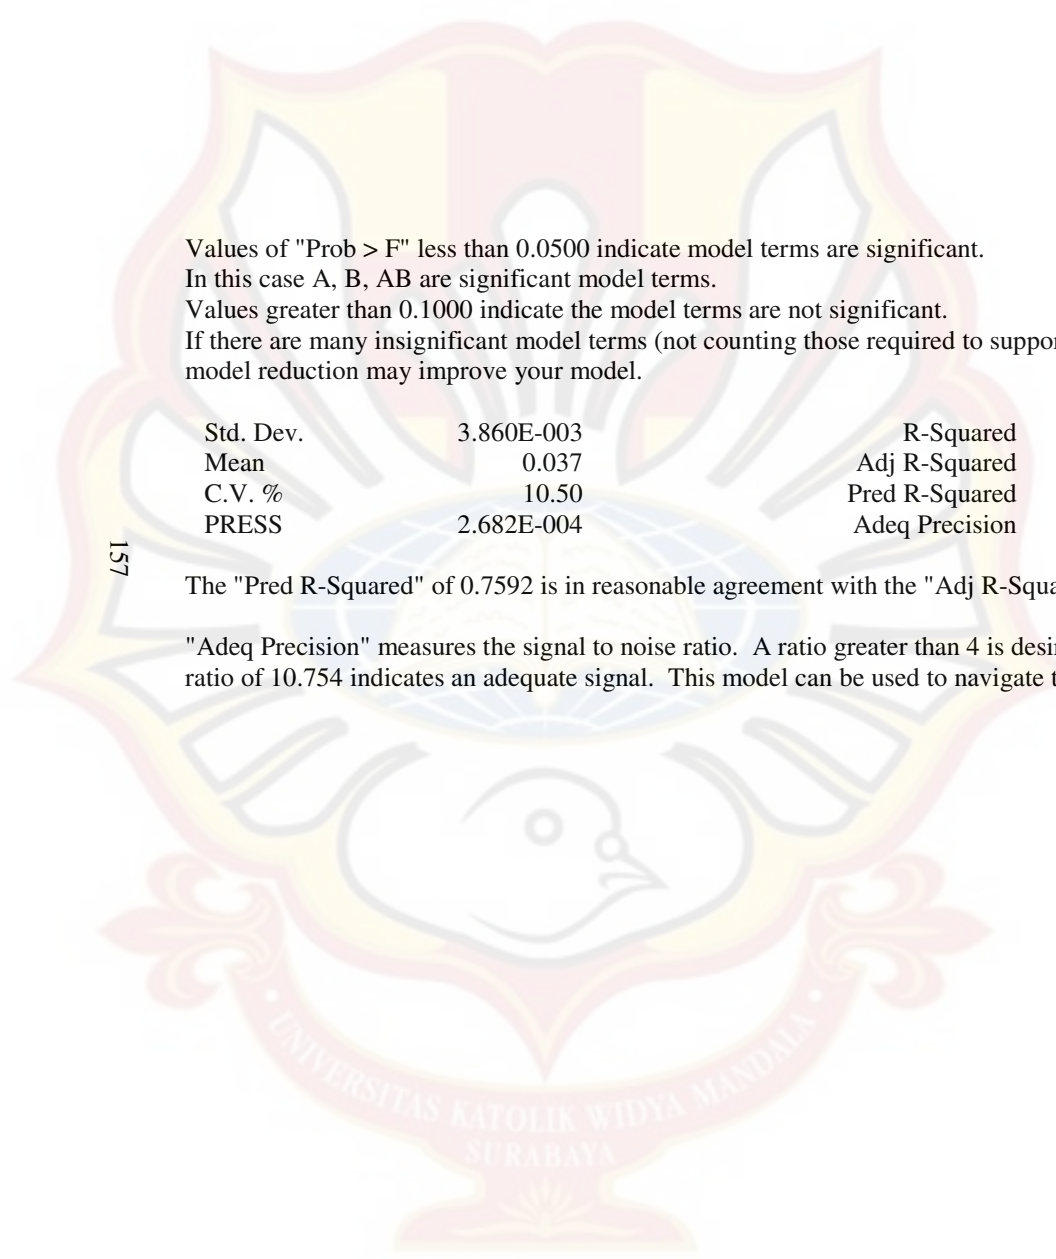 Values of "Prob > F" less than 0.0500 indicate model terms are significant.
In this case A, B, AB are significant model terms.
Values greater than 0.1000 indicate the model terms are not significant.
If there are many insignificant model terms (not counting those required to suppor
model reduction may improve your model.
Std. Dev. 3.860E-003 R-Squared
Mean 0.037 Adj R-Squared
C.V. % 10.50 Pred R-Squared
PRESS 2.682E-004 Adeq Precision
157
The "Pred R-Squared" of 0.7592 is in reasonable agreement with the "Adj R-Squa
"Adeq Precision" measures the signal to noise ratio. A ratio greater than 4 is desi
ratio of 10.754 indicates an adequate signal. This model can be used to navigate t
UNIVERSITAS KATOLIK WIDYA MANDALA
SURABAYA